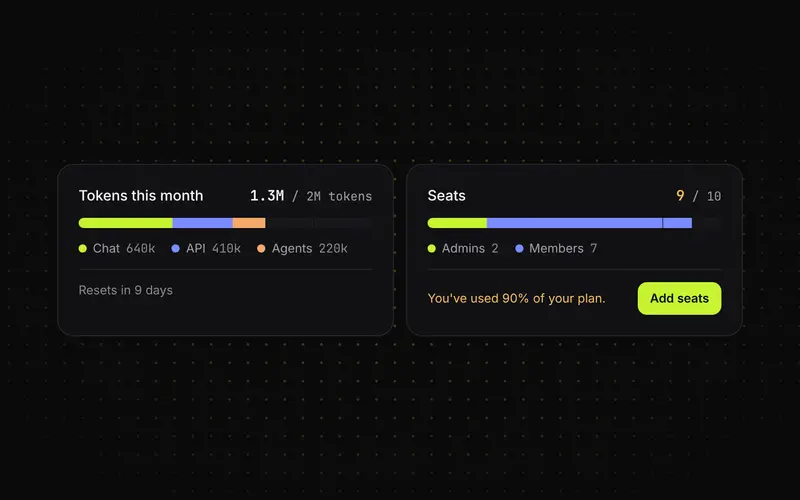 Tokens this month 1.3M / 2M tokens
Chat 640k API 410k Agents 220k
Resets in 9 days
Seats 9 / 10
Admins 2 Members 7
You've used 90% of your plan. Add seats